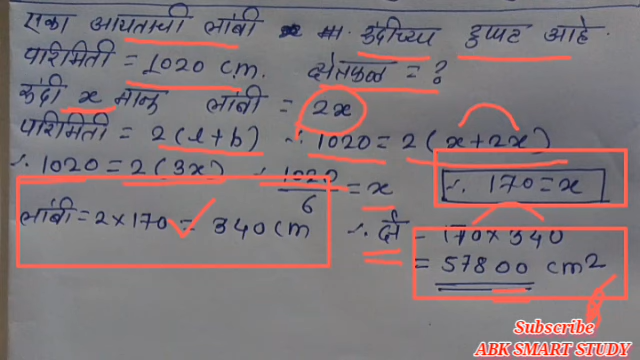 एका आयताची लांबी रुंदीच्या दुप्पट आहे.
परिमिती = 1020 cm. क्षेत्रफळ = ?
रुंदी x मानू लांबी = 2x
परिमिती = 2(l+b) ∴ 1020 = 2(x+2x)
∴ 1020 = 2(3x) ∴ 1020/6 = x ∴ 170 = x
लांबी = 2×170 = 340 cm ∴ क्षे = 170×340
= 57800 cm2
Subscribe
ABK SMART STUDY